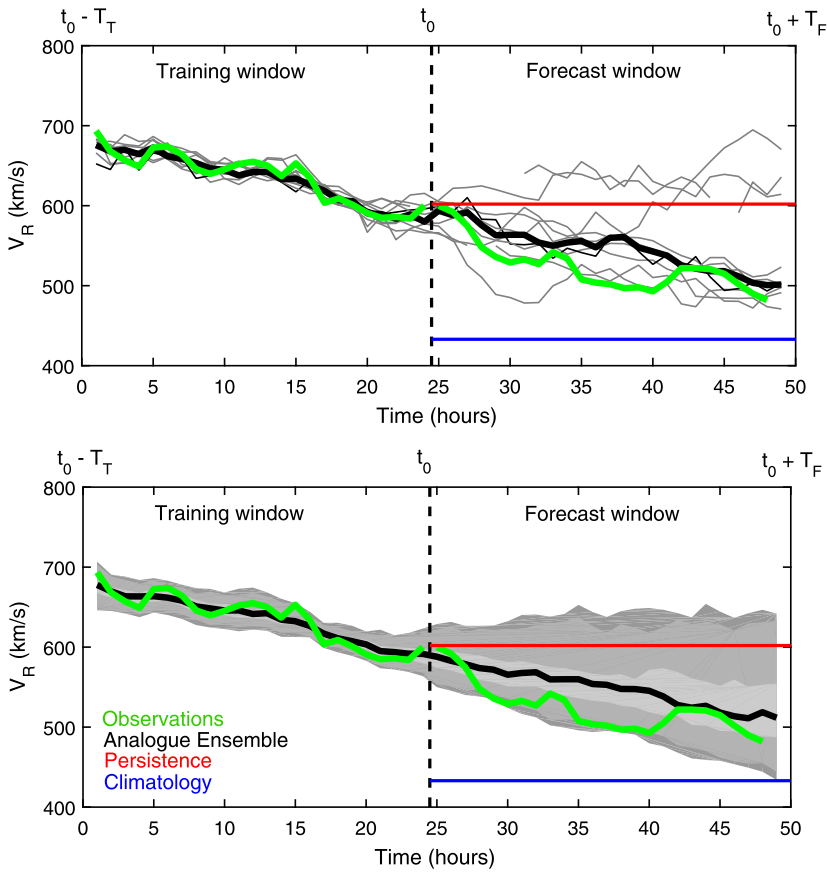 t0 - TT t0 t0 + TF
800
Training window Forecast window
700
600
500
400
VR (km/s)
0 5 10 15 20 25 30 35 40 45 50
Time (hours)
t0 - TT t0 t0 + TF
800
Training window Forecast window
700
600
500
400
VR (km/s)
Observations
Analogue Ensemble
Persistence
Climatology
0 5 10 15 20 25 30 35 40 45 50
Time (hours)